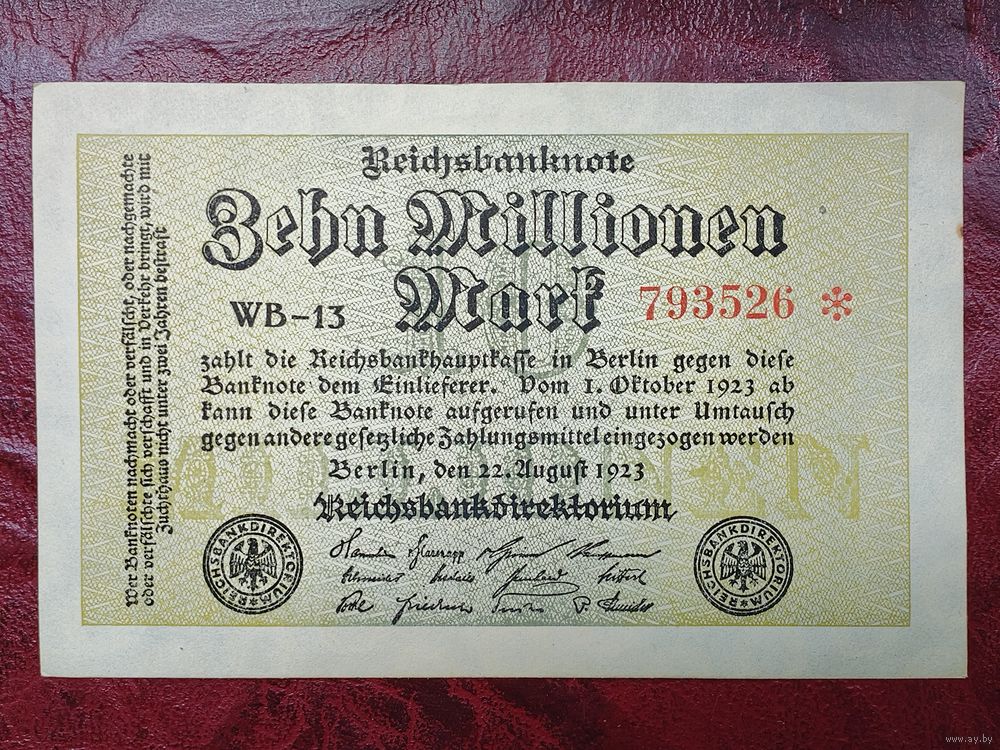 Reichsbanknote
Zehn Millionen
Mark
WB-13
793526 *
zahlt die Reichsbankhauptkasse in Berlin gegen diese
Banknote dem Einlieferer. Vom 1. Oktober 1923 ab
kann diese Banknote aufgerufen und unter Umtausch
gegen andere gesetzliche Zahlungsmittel eingezogen werden
Berlin, den 22. August 1923
Reichsbankdirektorium
REICHSBANKDIREKTORIUM
REICHSBANKDIREKTORIUM
Wer Banknoten nachmacht oder verfälscht, oder nachgemachte
oder verfälschte sich verschafft und in Verkehr bringt, wird mit
Zuchthaus nicht unter zwei Jahren bestraft
www.ay.by